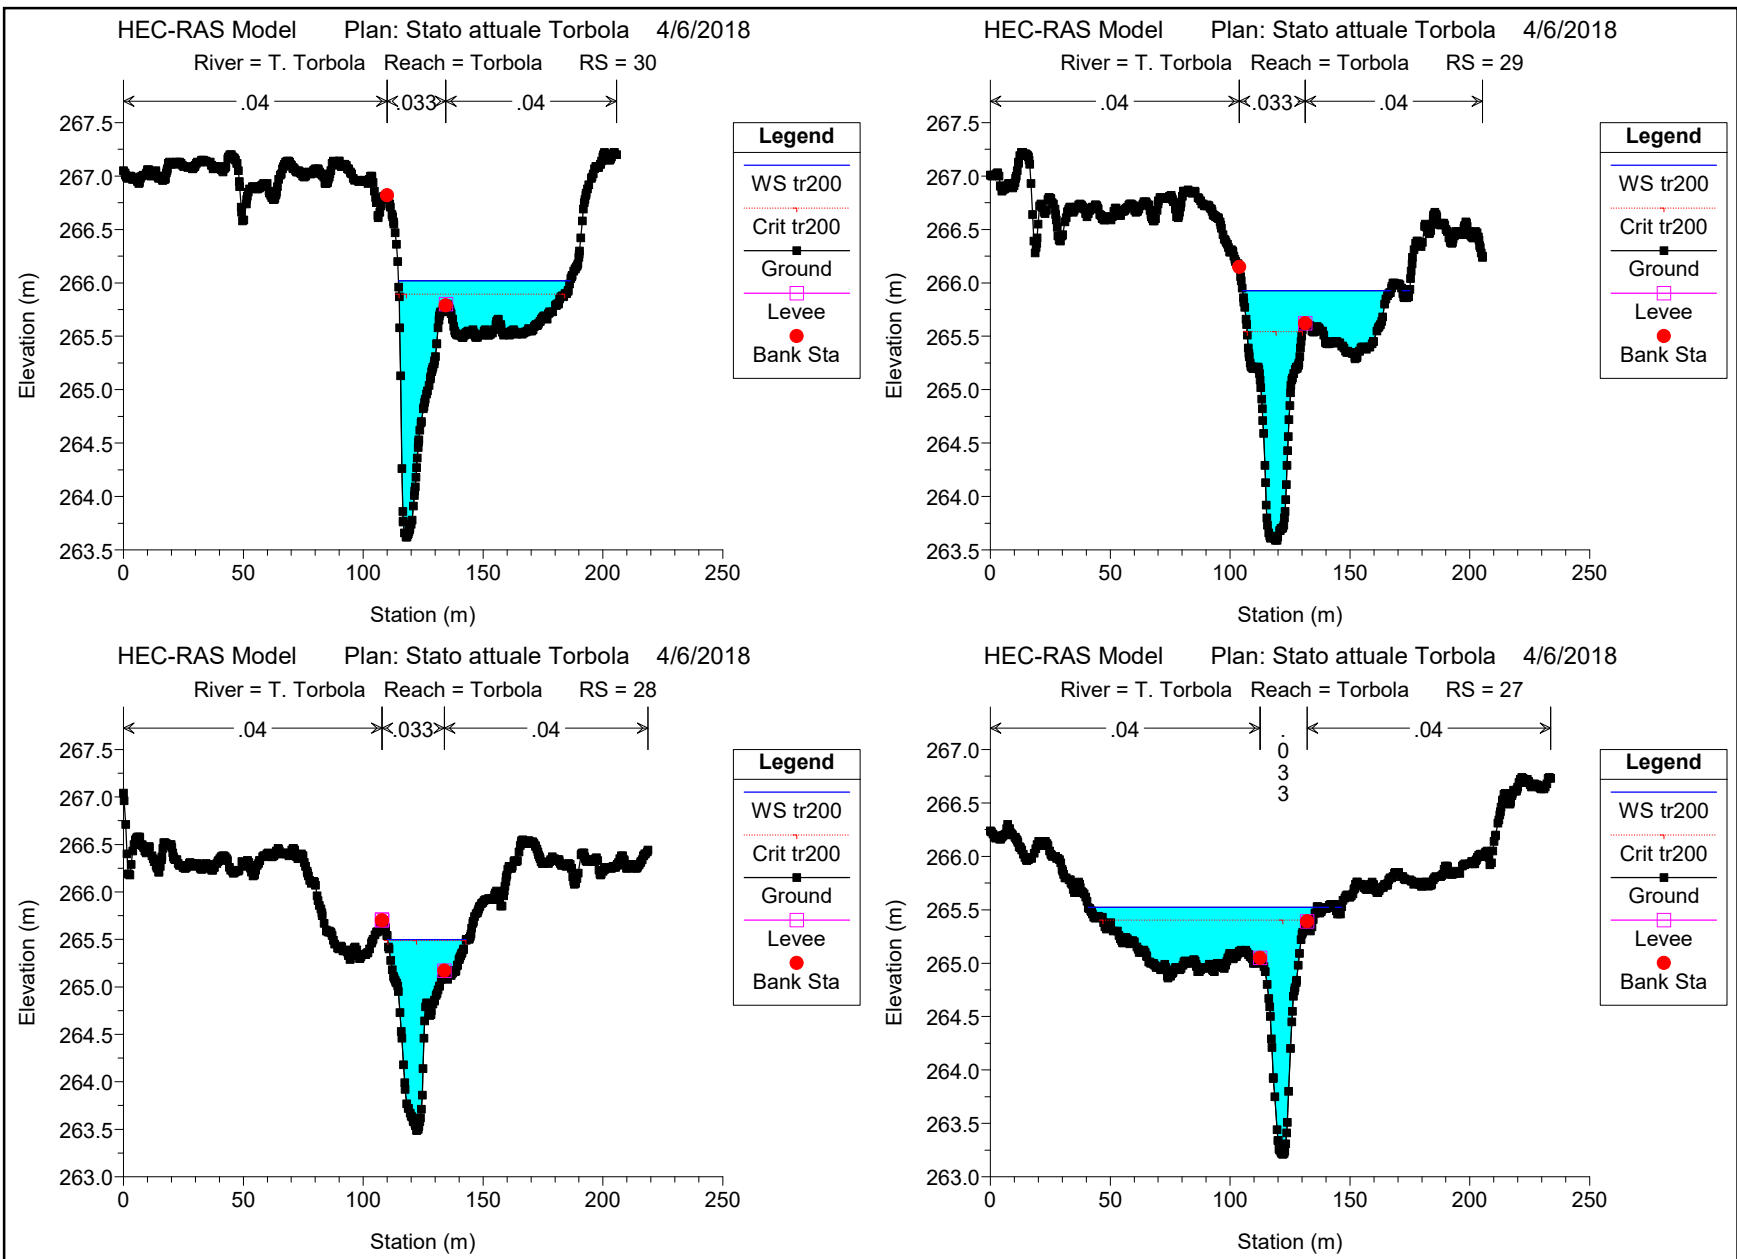 HEC-RAS Model Plan: Stato attuale Torbola 4/6/2018
River = T. Torbola Reach = Torbola RS = 30
.04 .033 .04
267.5
267.0
266.5
266.0
265.5
265.0
264.5
264.0
263.5
0 50 100 150 200 250
Station (m)
Elevation (m)
Legend
WS tr200
Crit tr200
Ground
Levee
Bank Sta
HEC-RAS Model Plan: Stato attuale Torbola 4/6/2018
River = T. Torbola Reach = Torbola RS = 29
.04 .033 .04
267.5
267.0
266.5
266.0
265.5
265.0
264.5
264.0
263.5
0 50 100 150 200 250
Station (m)
Elevation (m)
Legend
WS tr200
Crit tr200
Ground
Levee
Bank Sta
HEC-RAS Model Plan: Stato attuale Torbola 4/6/2018
River = T. Torbola Reach = Torbola RS = 28
.04 .033 .04
267.5
267.0
266.5
266.0
265.5
265.0
264.5
264.0
263.5
263.0
0 50 100 150 200 250
Station (m)
Elevation (m)
Legend
WS tr200
Crit tr200
Ground
Levee
Bank Sta
HEC-RAS Model Plan: Stato attuale Torbola 4/6/2018
River = T. Torbola Reach = Torbola RS = 27
.04 .033 .04
267.0
266.5
266.0
265.5
265.0
264.5
264.0
263.5
263.0
0 50 100 150 200 250
Station (m)
Elevation (m)
Legend
WS tr200
Crit tr200
Ground
Levee
Bank Sta